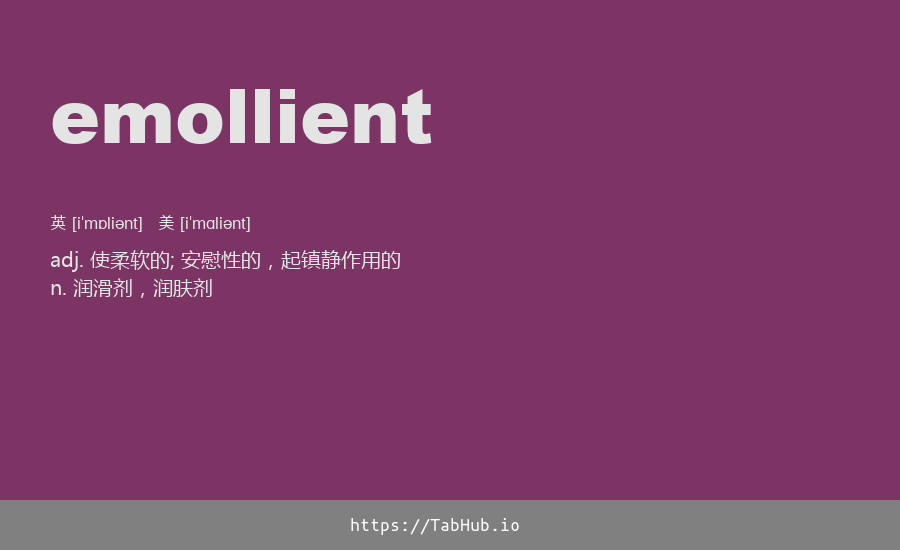 emollient
英 [iˈmɒliənt] 美 [iˈmɑliənt]
adj. 使柔软的; 安慰性的，起镇静作用的
n. 润滑剂，润肤剂
https://TabHub.io